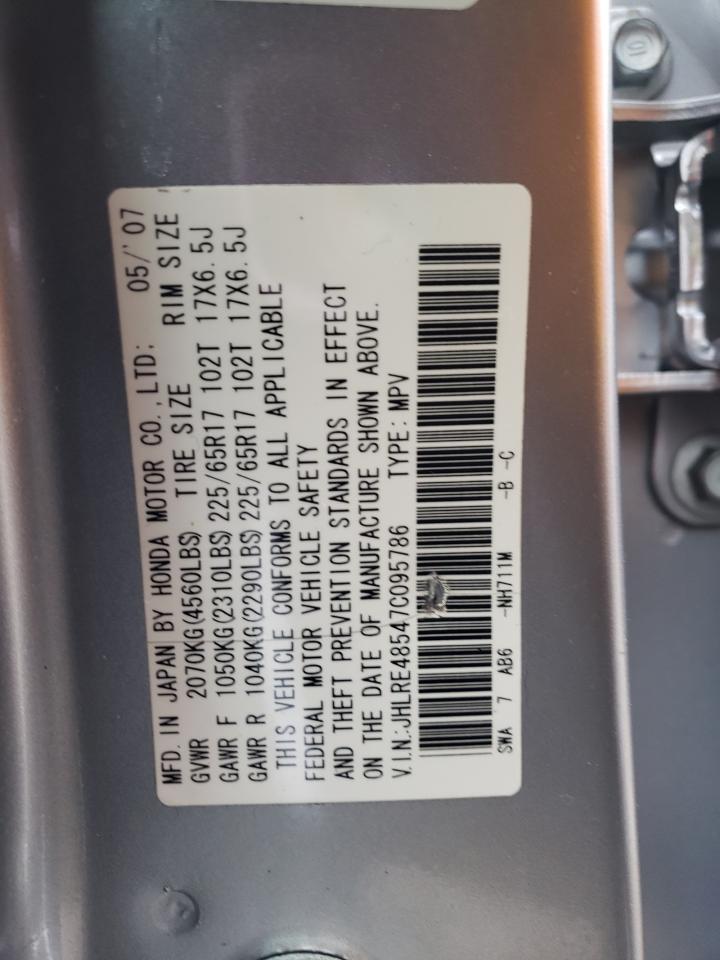 MFD. IN JAPAN BY HONDA MOTOR CO., LTD: 05/'07
GVWR 2070KG(4560LBS). TIRE SIZE RIM SIZE
GAWR F 1050KG(2310LBS) 225/65R17 102T 17X6.5J
GAWR R 1040KG(2290LBS) 225/65R17 102T 17X6.5J
THIS VEHICLE CONFORMS TO ALL APPLICABLE
FEDERAL MOTOR VEHICLE SAFETY
AND THEFT PREVENTION STANDARDS IN EFFECT
ON THE DATE OF MANUFACTURE SHOWN ABOVE.
V.I.N.:JHLRE48547C095786 TYPE: MPV
SWA 7 AB6 -NH711M -B -C